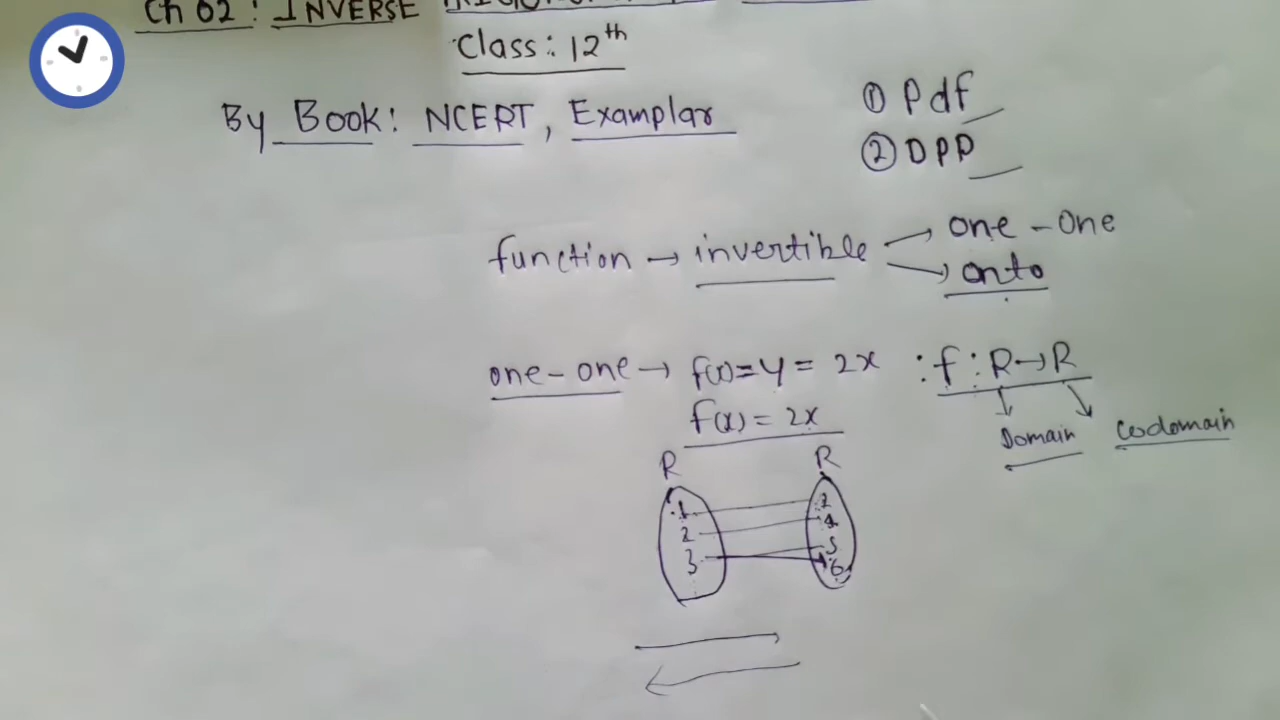 Ch 02: INVERSE
Class: 12th
By Book: NCERT, Examplar
① Pdf
② DPP
function → invertible → one-one
→ onto
one-one → f(x)=y= 2x : f: R→R
f(x) = 2x
Domain Codomain
R R
1 2
2 4
3 5
6